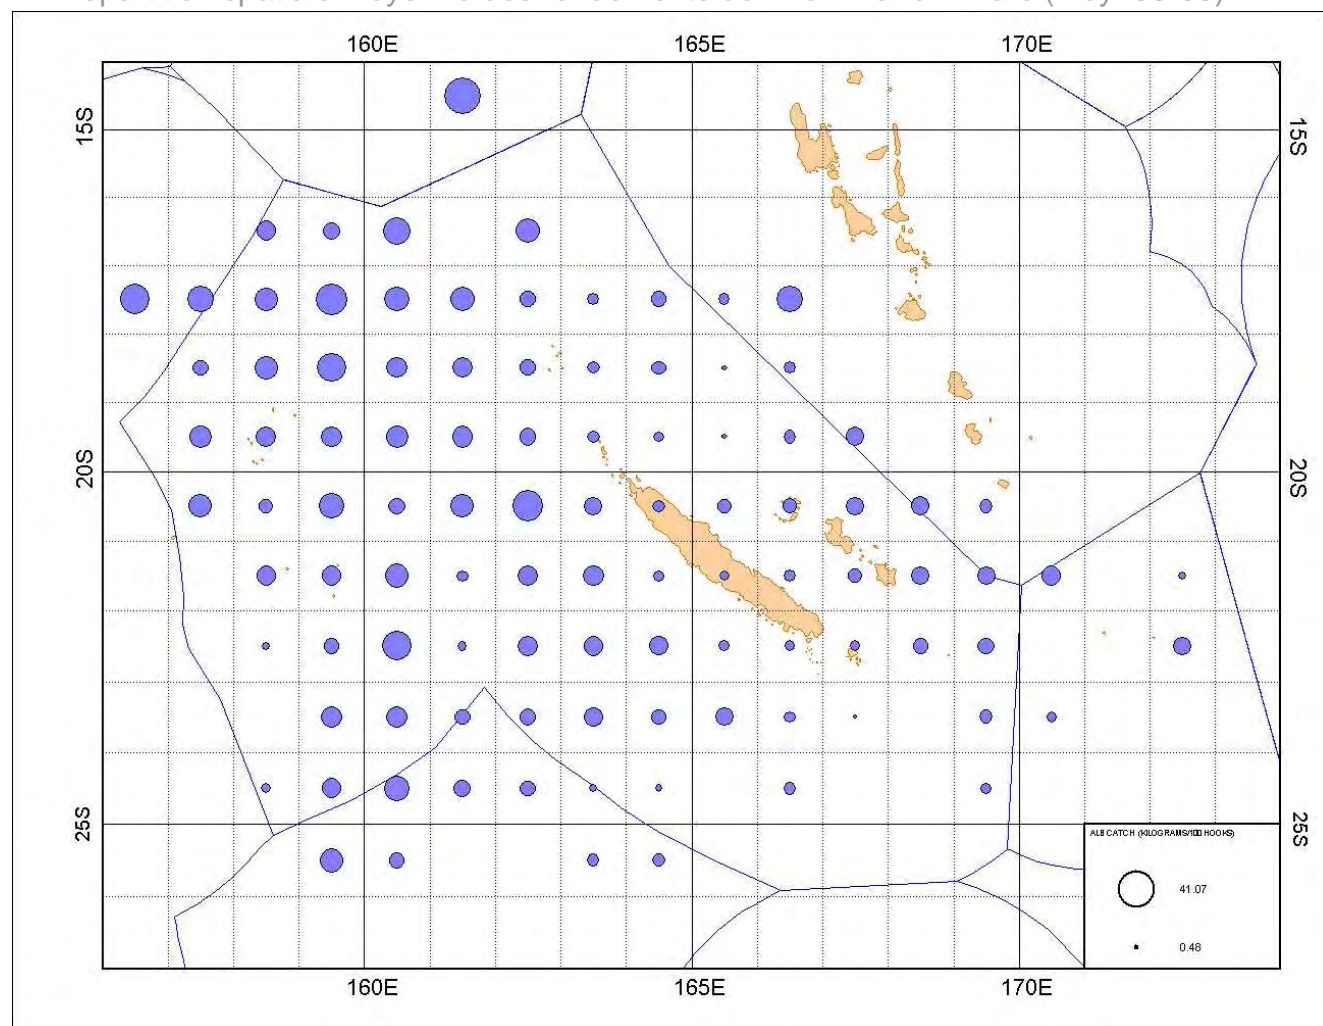 160E 165E 170E
15S 15S
20S 20S
25S 25S
ALB CATCH (KILOGRAMS/100 HOOKS)
41.07
0.48
160E 165E 170E